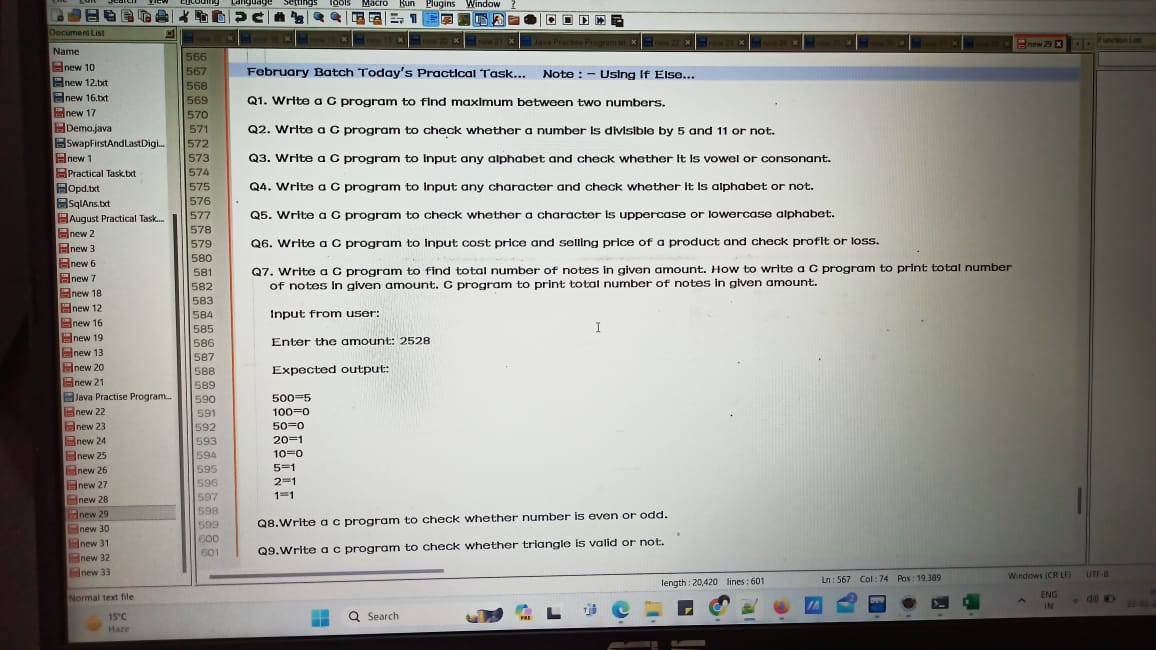 File Edit Search View Encoding Language Settings Tools Macro Run Plugins Window ?
Document List
Name
new 10
new 12.txt
new 16.txt
new 17
Demo.java
SwapFirstAndLastDigi...
new 1
Practical Task.txt
Opd.txt
SqlAns.txt
August Practical Task....
new 2
new 3
new 6
new 7
new 18
new 12
new 16
new 19
new 13
new 20
new 21
Java Practise Program...
new 22
new 23
new 24
new 25
new 26
new 27
new 28
new 29
new 30
new 31
new 32
new 33
new 29
Function List
566
567 February Batch Today's Practical Task... Note : - Using If Else...
568
569 Q1. Write a C program to find maximum between two numbers.
570
571 Q2. Write a C program to check whether a number is divisible by 5 and 11 or not.
572
573 Q3. Write a C program to input any alphabet and check whether it is vowel or consonant.
574
575 Q4. Write a C program to input any character and check whether it is alphabet or not.
576
577 Q5. Write a C program to check whether a character is uppercase or lowercase alphabet.
578
579 Q6. Write a C program to input cost price and selling price of a product and check profit or loss.
580
581 Q7. Write a C program to find total number of notes in given amount. How to write a C program to print total number
582 of notes in given amount. C program to print total number of notes in given amount.
583
584 Input from user:
585
586 Enter the amount: 2528
587
588 Expected output:
589
590 500=5
591 100=0
592 50=0
593 20=1
594 10=0
595 5=1
596 2=1
597 1=1
598
599 Q8.Write a c program to check whether number is even or odd.
600
601 Q9.Write a c program to check whether triangle is valid or not.
Normal text file
length : 20,420 lines : 601
Ln : 567 Col : 74 Pos : 19,389
Windows (CR LF) UTF-8
15°C
Haze
Search
PRE
ENG
IN